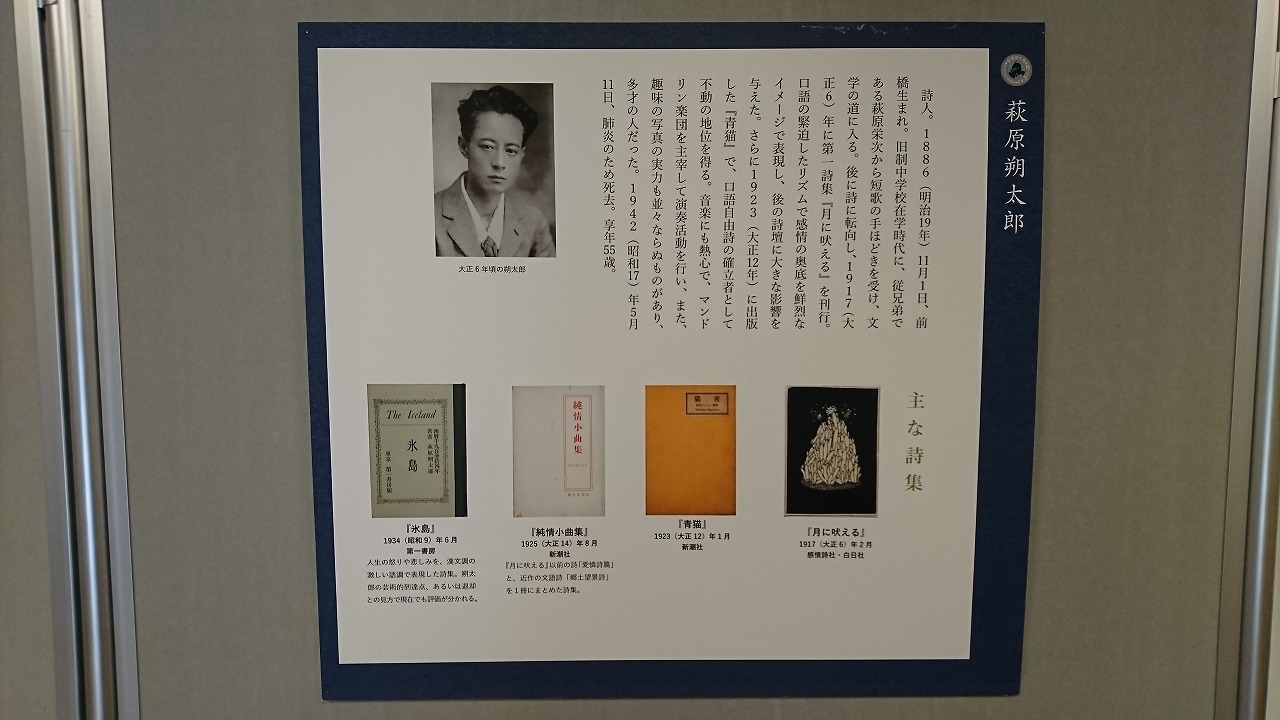 萩原朔太郎
詩人。1886（明治19年）11月1日、前
橋生まれ。旧制中学校在学時代に、従兄弟で
ある萩原栄次から短歌の手ほどきを受け、文
学の道に入る。後に詩に転向し、1917（大
正6）年に第一詩集『月に吠える』を刊行。
口語の緊迫したリズムで感情の奥底を鮮烈な
イメージで表現し、後の詩壇に大きな影響を
与えた。さらに1923（大正12年）に出版
した『青猫』で、口語自由詩の確立者として
不動の地位を得る。音楽にも熱心で、マンド
リン楽団を主宰して演奏活動を行い、また、
趣味の写真の実力も並々ならぬものがあり、
多才の人だった。1942（昭和17）年5月
11日、肺炎のため死去。享年55歳。
大正6年頃の朔太郎
主な詩集
『月に吠える』
1917（大正6）年2月
感情詩社・白日社
青猫
『青猫』
1923（大正12）年1月
新潮社
純情小曲集
『純情小曲集』
1925（大正14）年8月
新潮社
『月に吠える』以前の詩「愛憐詩篇」
と、近作の文語詩「郷土望景詩」
を1冊にまとめた詩集。
The Iceland
著者 萩原朔太郎
氷島
東京 第一書房版
『氷島』
1934（昭和9）年6月
第一書房
人生の怒りや悲しみを、漢文調の
激しい語調で表現した詩集。朔太
郎の芸術的到達点、あるいは退却
との見方で現在でも評価が分かれる。